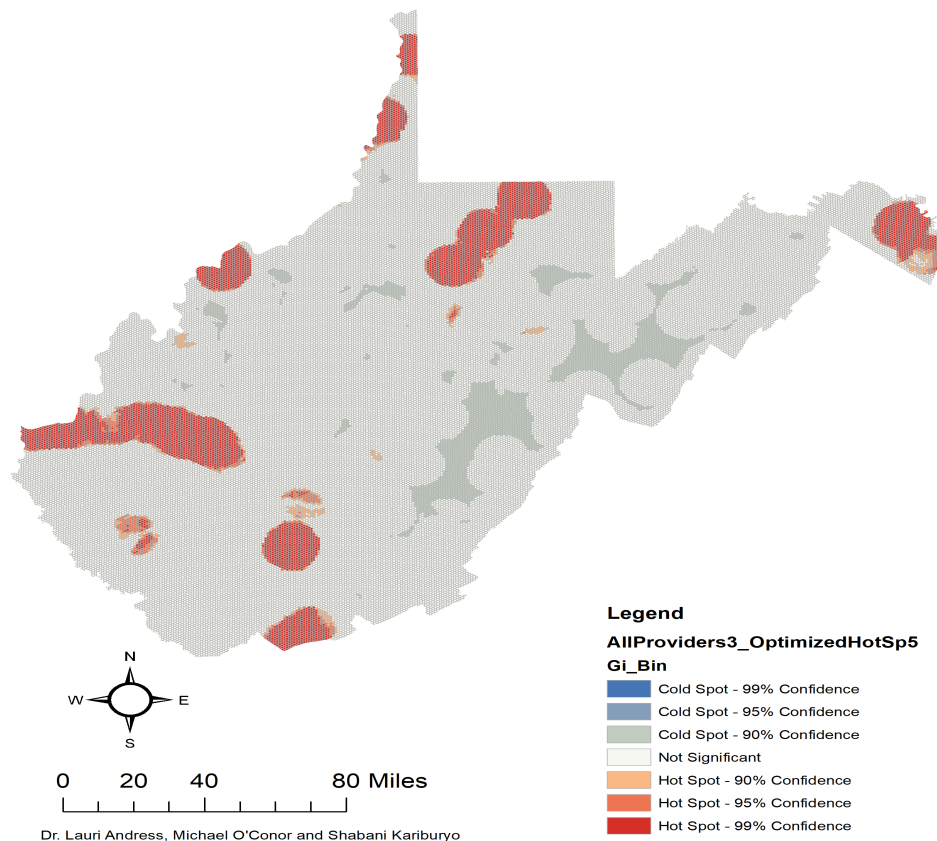 N
W E
S
0 20 40 80 Miles
Dr. Lauri Andress, Michael O'Conor and Shabani Kariburyo
Legend
AllProviders3_OptimizedHotSp5
Gi_Bin
Cold Spot - 99% Confidence
Cold Spot - 95% Confidence
Cold Spot - 90% Confidence
Not Significant
Hot Spot - 90% Confidence
Hot Spot - 95% Confidence
Hot Spot - 99% Confidence